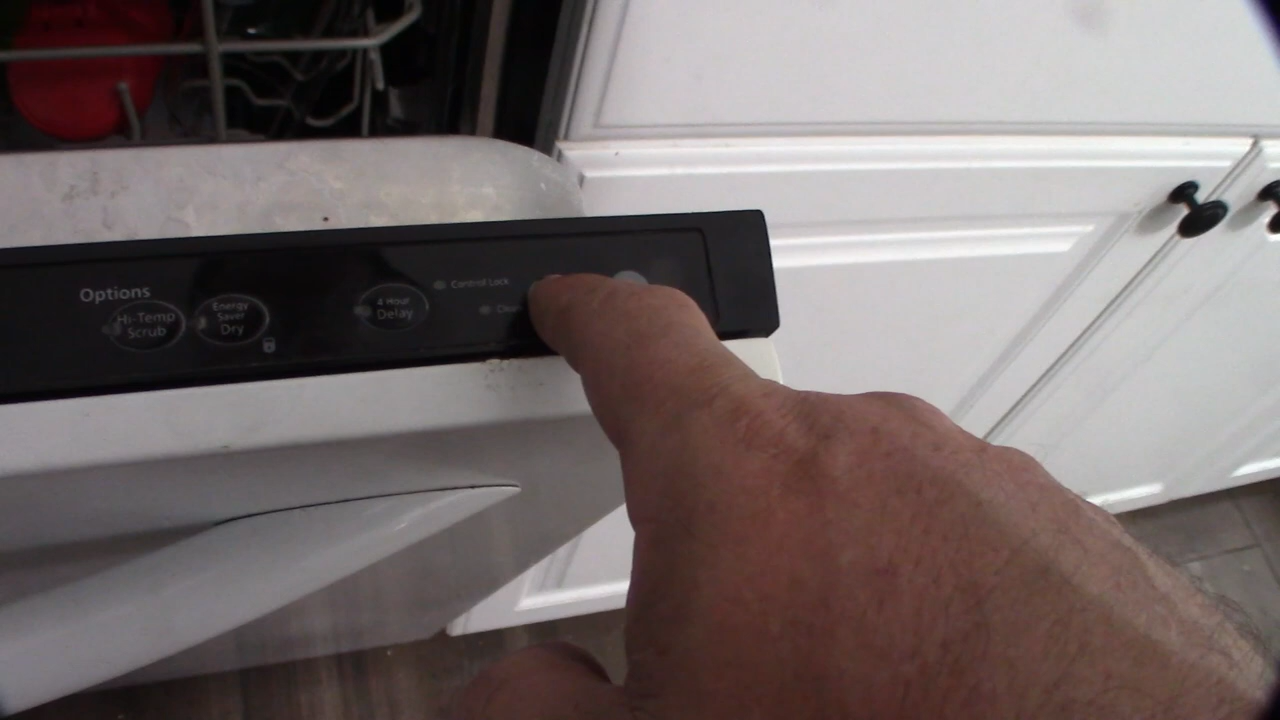 Options
Hi-Temp
Scrub
Energy
Saver
Dry
4 Hour
Delay
Control Lock